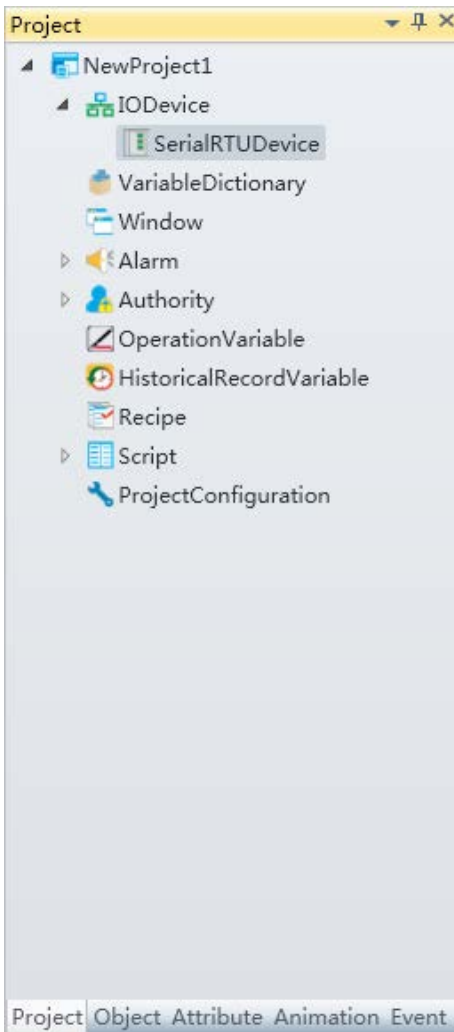 Project
NewProject1
IODevice
SerialRTUDevice
VariableDictionary
Window
Alarm
Authority
OperationVariable
HistoricalRecordVariable
Recipe
Script
ProjectConfiguration
Project Object Attribute Animation Event